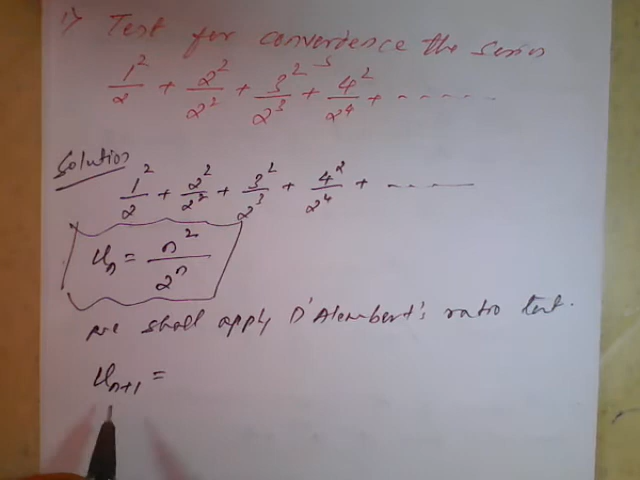 1) Test for convergence the series
1²/2 + 2²/2² + 3²/2³ + 4²/2⁴ + - - - - - -
Solution
1²/2 + 2²/2² + 3²/2³ + 4²/2⁴ + - - - - -
Uₙ = n²/2ⁿ
we shall apply D'Alembert's ratio test.
Uₙ₊₁ =